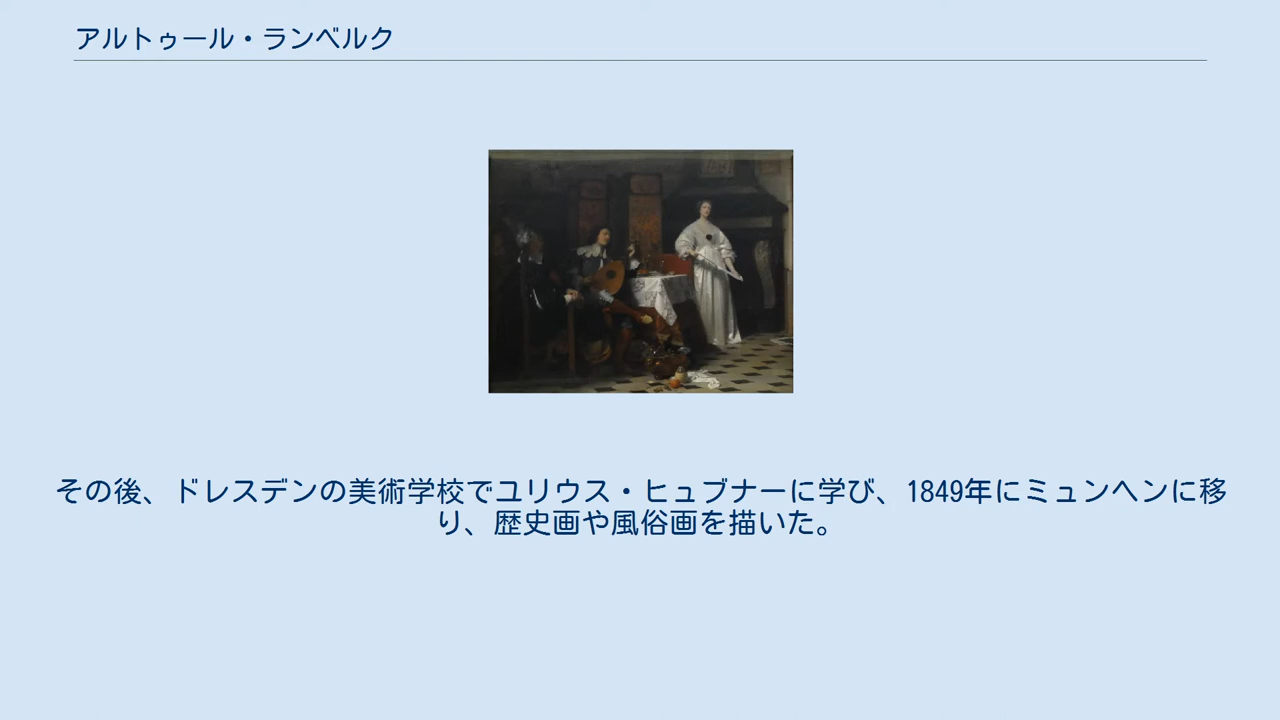 アルトゥール・ランベルク
その後、ドレスデンの美術学校でユリウス・ヒュブナーに学び、1849年にミュンヘンに移
り、歴史画や風俗画を描いた。